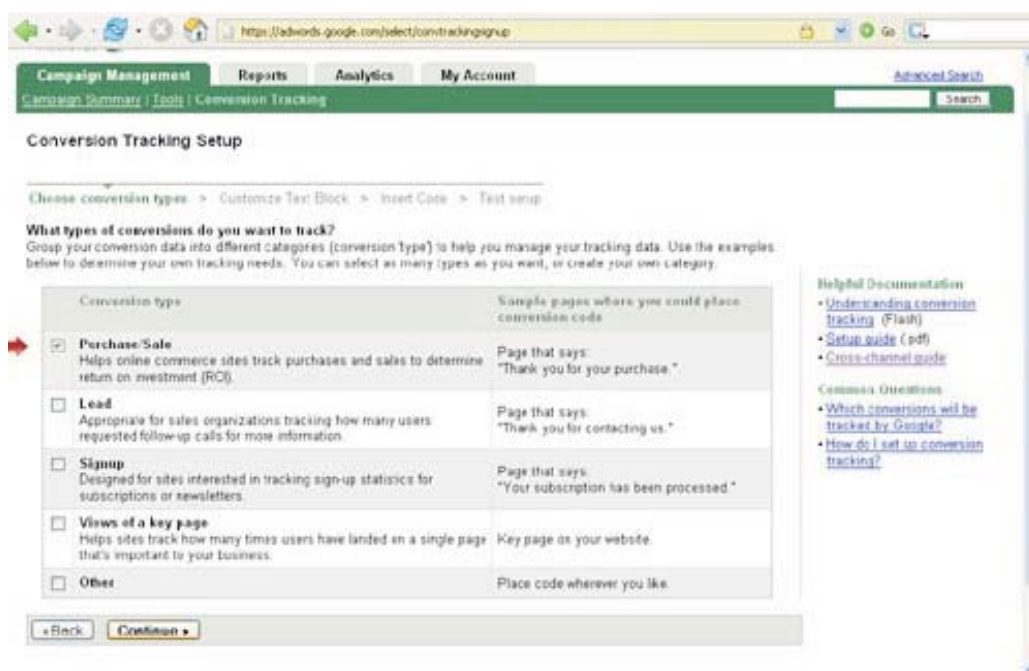 https://adwords.google.com/select/convtrackingsignup
Go
Campaign Management Reports Analytics My Account
Advanced Search
Campaign Summary | Tools | Conversion Tracking
Search
Conversion Tracking Setup
Choose conversion types > Customize Text Block > Insert Code > Test setup
What types of conversions do you want to track?
Group your conversion data into different categories (conversion 'type') to help you manage your tracking data. Use the examples
below to determine your own tracking needs. You can select as many types as you want, or create your own category.
Conversion type
Sample pages where you could place
conversion code
Purchase/Sale
Helps online commerce sites track purchases and sales to determine
return on investment (ROI).
Page that says:
"Thank you for your purchase."
Lead
Appropriate for sales organizations tracking how many users
requested follow-up calls for more information.
Page that says:
"Thank you for contacting us."
Signup
Designed for sites interested in tracking sign-up statistics for
subscriptions or newsletters.
Page that says:
"Your subscription has been processed."
Views of a key page
Helps sites track how many times users have landed on a single page
that's important to your business.
Key page on your website.
Other
Place code wherever you like.
« Back
Continue »
Helpful Documentation
• Understanding conversion
tracking (Flash)
• Setup guide (.pdf)
• Cross-channel guide
Common Questions
• Which conversions will be
tracked by Google?
• How do I set up conversion
tracking?